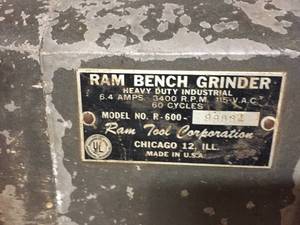 RAM BENCH GRINDER
HEAVY DUTY INDUSTRIAL
6.4 AMPS. 3400 R.P.M. 115 V.A.C.
60 CYCLES
MODEL NO. R-600-
Ram Tool Corporation
CHICAGO 12, ILL.
MADE IN U.S.A.
UL